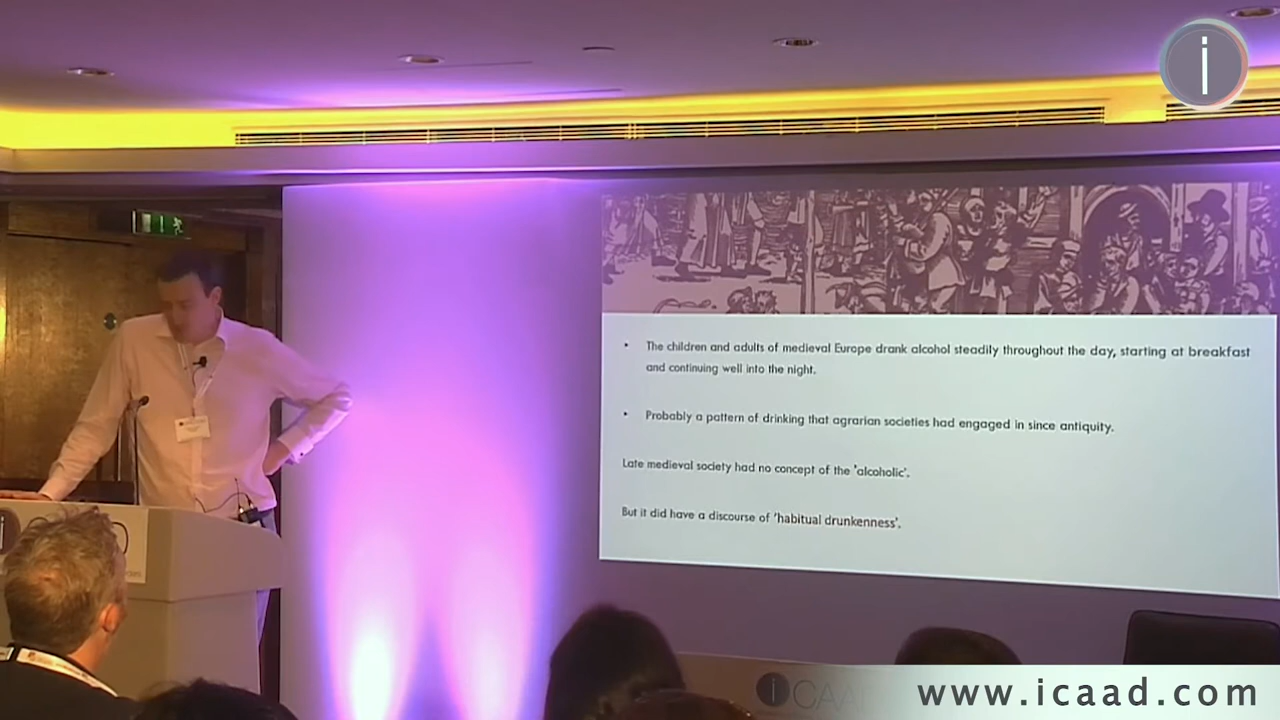 i
• The children and adults of medieval Europe drank alcohol steadily throughout the day, starting at breakfast
and continuing well into the night.
• Probably a pattern of drinking that agrarian societies had engaged in since antiquity.
Late medieval society had no concept of the 'alcoholic'.
But it did have a discourse of 'habitual drunkenness'.
iCAA
www.icaad.com